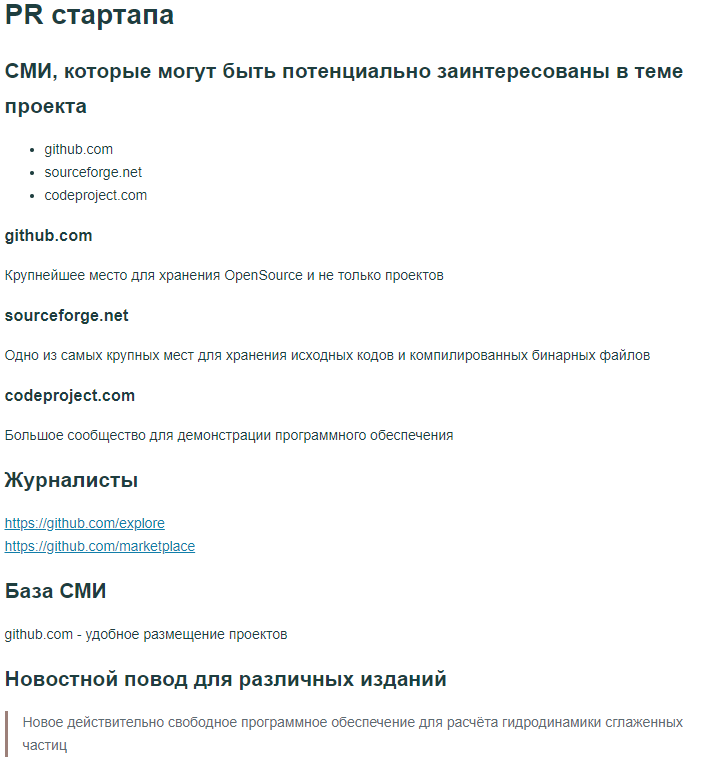 PR стартапа
СМИ, которые могут быть потенциально заинтересованы в теме
проекта
• github.com
• sourceforge.net
• codeproject.com
github.com
Крупнейшее место для хранения OpenSource и не только проектов
sourceforge.net
Одно из самых крупных мест для хранения исходных кодов и компилированных бинарных файлов
codeproject.com
Большое сообщество для демонстрации программного обеспечения
Журналисты
https://github.com/explore
https://github.com/marketplace
База СМИ
github.com - удобное размещение проектов
Новостной повод для различных изданий
Новое действительно свободное программное обеспечение для расчёта гидродинамики сглаженных
частиц